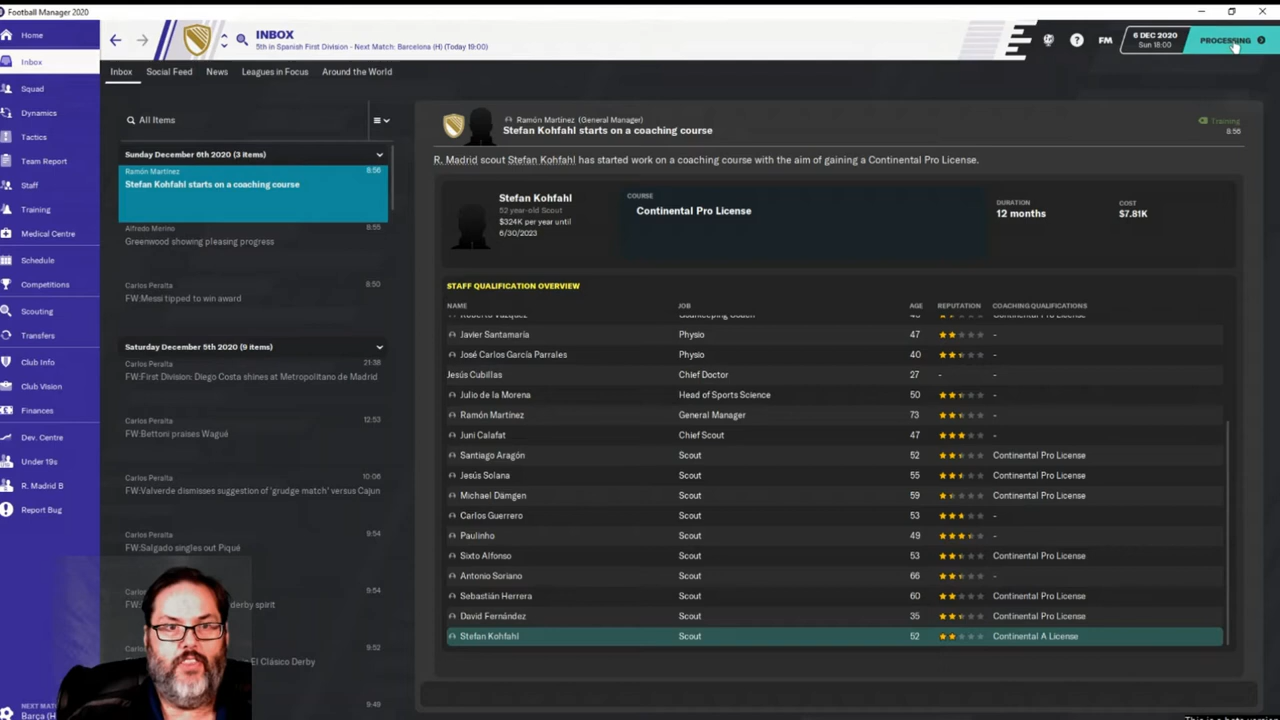 Football Manager 2020
Home
Inbox
Squad
Dynamics
Tactics
Team Report
Staff
Training
Medical Centre
Schedule
Competitions
Scouting
Transfers
Club Info
Club Vision
Finances
Dev. Centre
Under 19s
R. Madrid B
Report Bug
NEXT MATC
Barça (H
INBOX
5th in Spanish First Division - Next Match: Barcelona (H) (Today 19:00)
FM
6 DEC 2020
Sun 18:00
PROCESSING
Inbox Social Feed News Leagues in Focus Around the World
All Items
Sunday December 6th 2020 (3 items)
Ramón Martínez 8:56
Stefan Kohfahl starts on a coaching course
Alfredo Merino 8:55
Greenwood showing pleasing progress
Carlos Peralta 8:50
FW:Messi tipped to win award
Saturday December 5th 2020 (9 items)
Carlos Peralta 21:38
FW:First Division: Diego Costa shines at Metropolitano de Madrid
Carlos Peralta 12:53
FW:Bettoni praises Wagué
Carlos Peralta 10:06
FW:Valverde dismisses suggestion of 'grudge match' versus Cajun
Carlos Peralta 9:54
FW:Salgado singles out Piqué
9:54
derby spirit
9:52
El Clásico Derby
9:49
Ramón Martínez (General Manager)
Stefan Kohfahl starts on a coaching course
Training
8:56
R. Madrid scout Stefan Kohfahl has started work on a coaching course with the aim of gaining a Continental Pro License.
Stefan Kohfahl
52 year-old Scout
$324K per year until
6/30/2023
COURSE
Continental Pro License
DURATION
12 months
COST
$7.81K
STAFF QUALIFICATION OVERVIEW
NAME JOB AGE REPUTATION COACHING QUALIFICATIONS
Javier Santamaría Physio 47 -
José Carlos García Parrales Physio 40 -
Jesús Cubillas Chief Doctor 27 - -
Julio de la Morena Head of Sports Science 50 -
Ramón Martínez General Manager 73 -
Juni Calafat Chief Scout 47 -
Santiago Aragón Scout 52 Continental Pro License
Jesús Solana Scout 55 Continental Pro License
Michael Dämgen Scout 59 Continental Pro License
Carlos Guerrero Scout 53 -
Paulinho Scout 49 -
Sixto Alfonso Scout 53 Continental Pro License
Antonio Soriano Scout 66 -
Sebastián Herrera Scout 60 Continental Pro License
David Fernández Scout 35 Continental Pro License
Stefan Kohfahl Scout 52 Continental A License